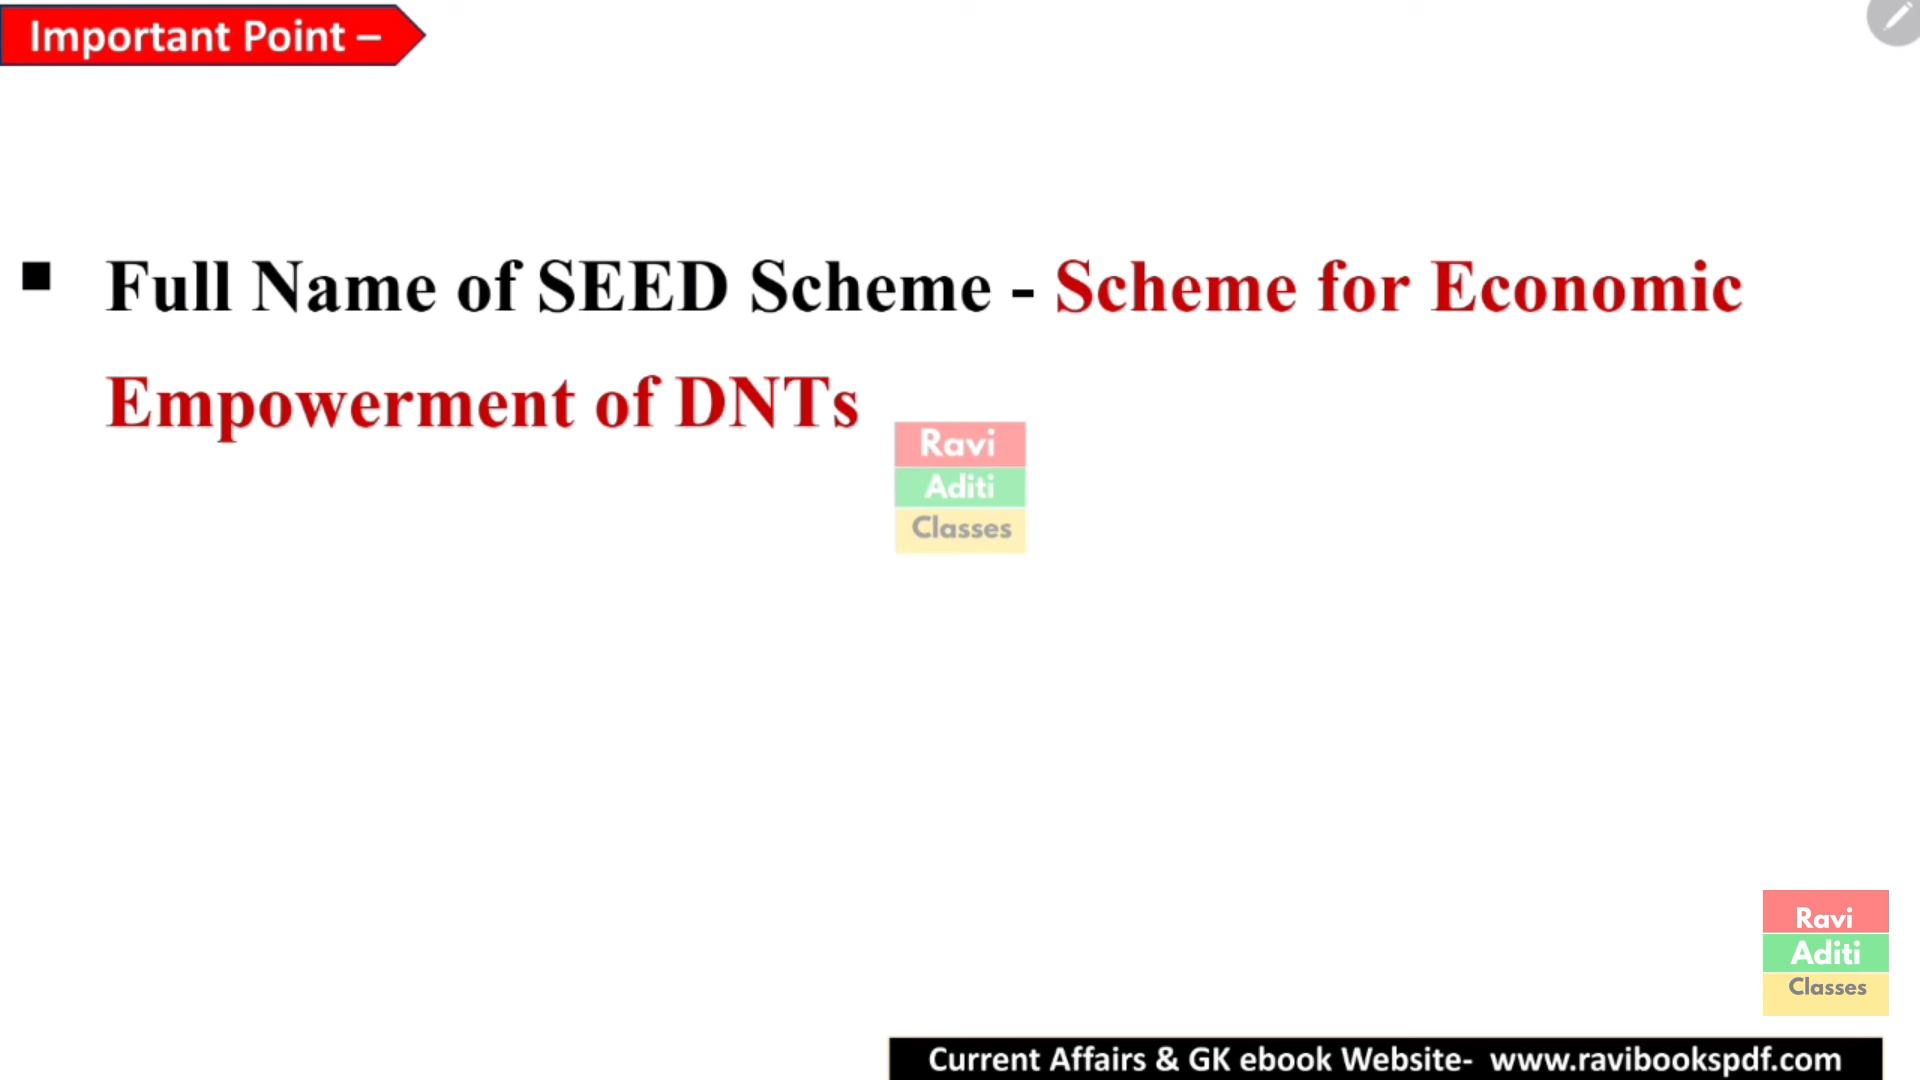 Important Point –
▪ Full Name of SEED Scheme - Scheme for Economic
Empowerment of DNTs
Ravi
Aditi
Classes
Ravi
Aditi
Classes
Current Affairs & GK ebook Website- www.ravibookspdf.com